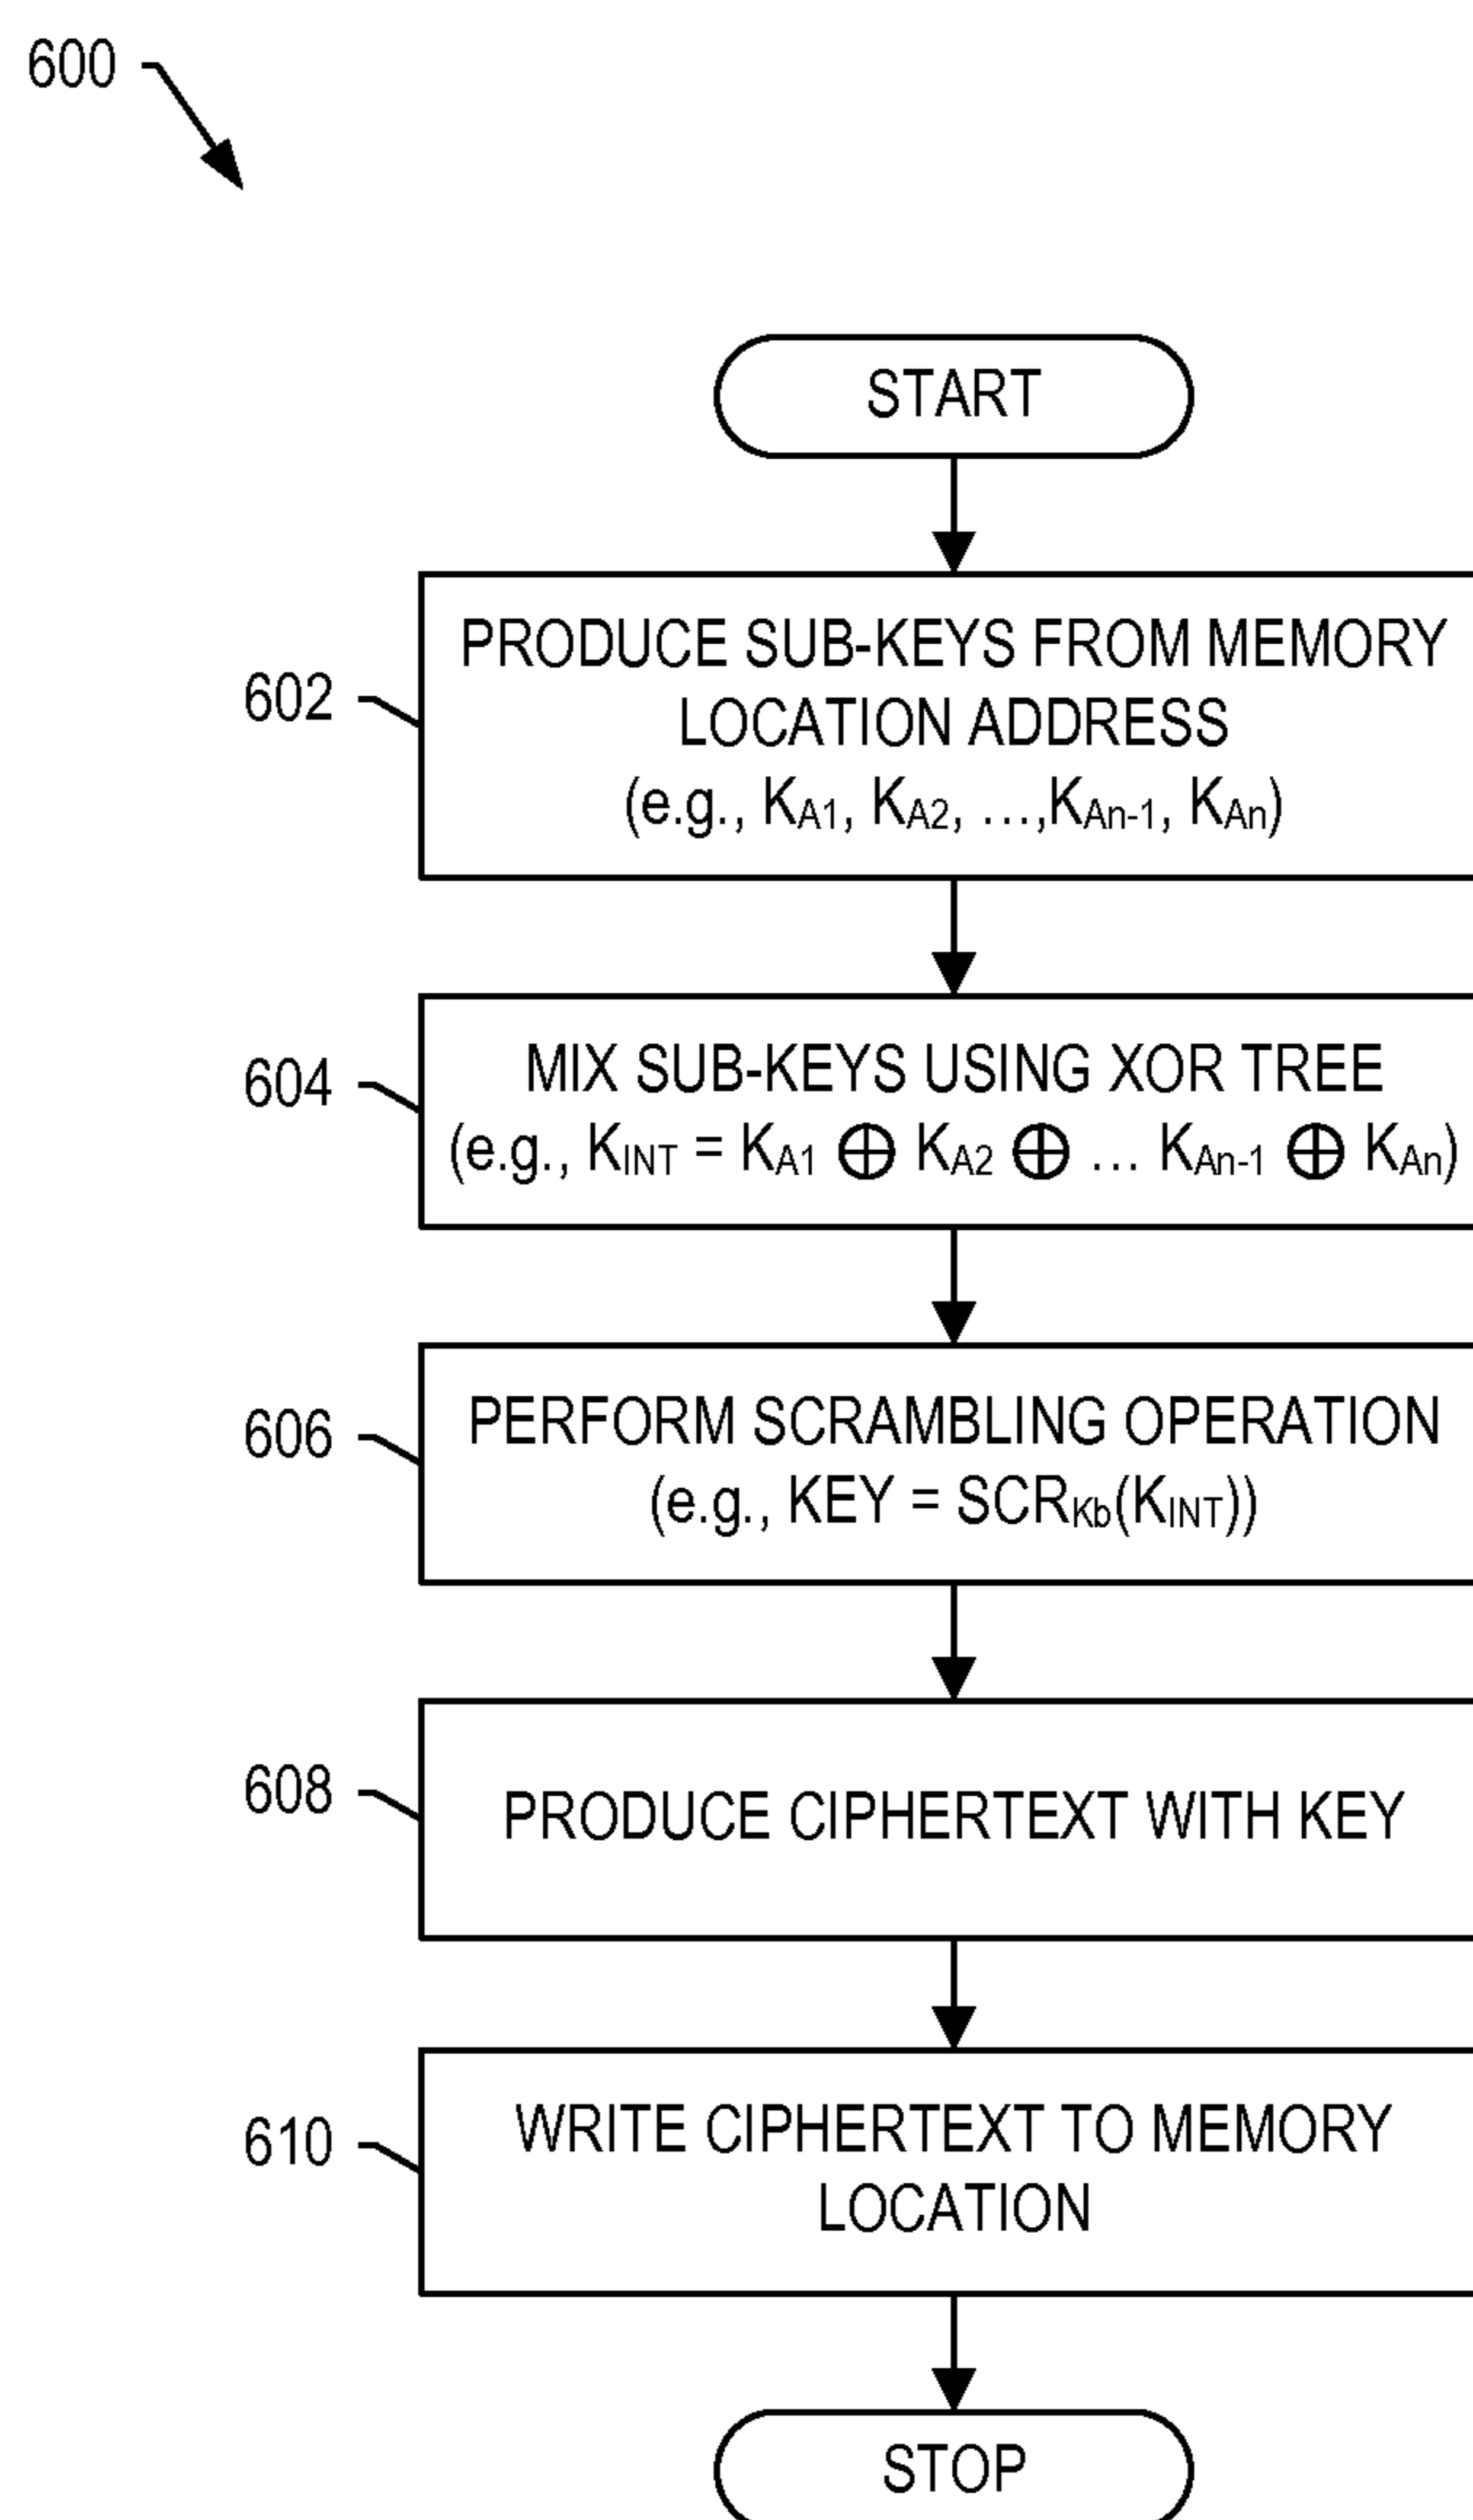 600
START
602
PRODUCE SUB-KEYS FROM MEMORY
LOCATION ADDRESS
(e.g., KA1, KA2, ...,KAn-1, KAn)
604
MIX SUB-KEYS USING XOR TREE
(e.g., KINT = KA1 ⊕ KA2 ⊕ ... KAn-1 ⊕ KAn)
606
PERFORM SCRAMBLING OPERATION
(e.g., KEY = SCRKb(KINT))
608
PRODUCE CIPHERTEXT WITH KEY
610
WRITE CIPHERTEXT TO MEMORY
LOCATION
STOP